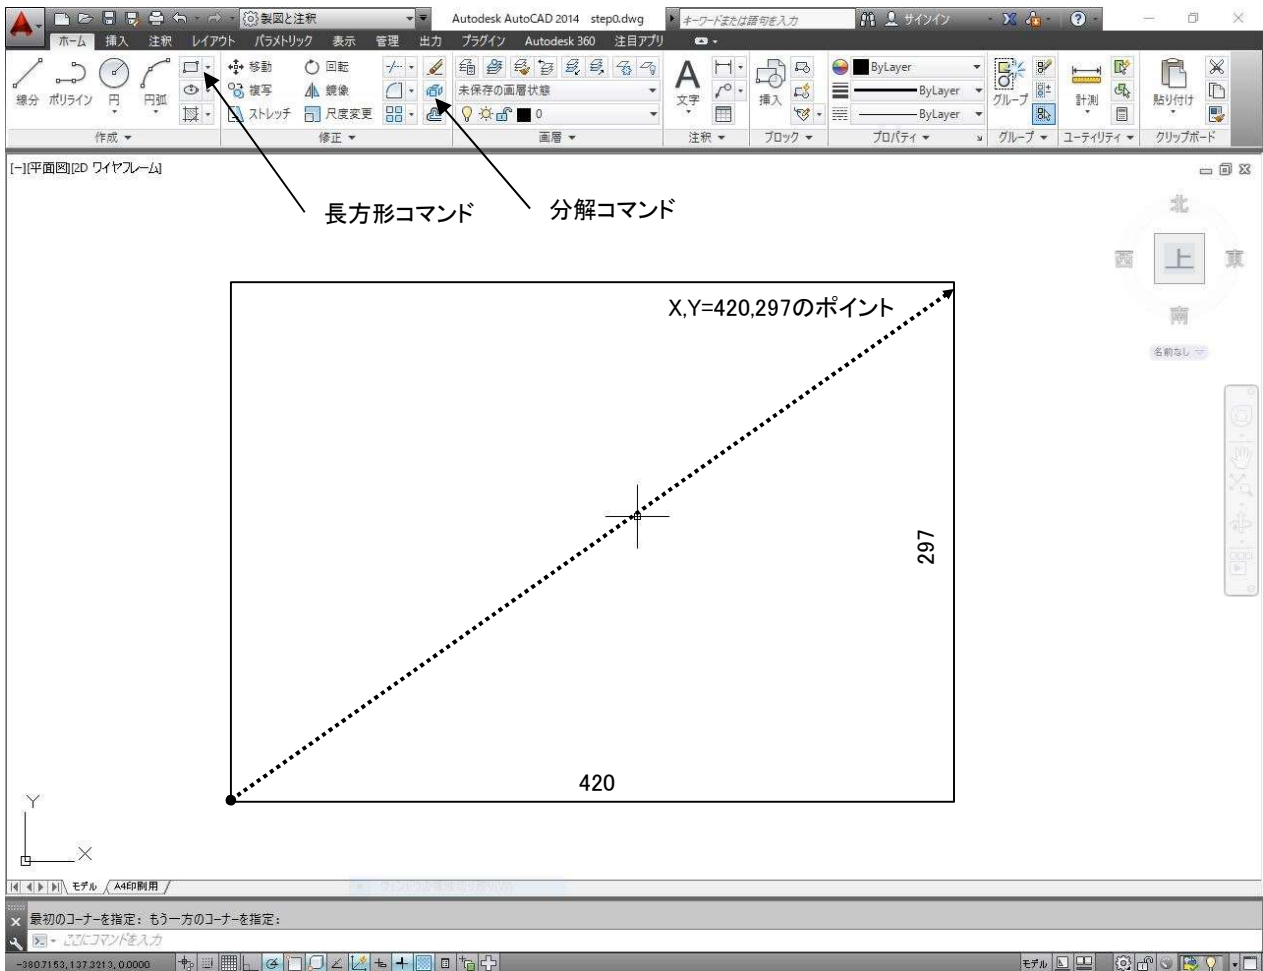 製図と注釈
Autodesk AutoCAD 2014 step0.dwg
キーワードまたは語句を入力
サインイン
ホーム 挿入 注釈 レイアウト パラメトリック 表示 管理 出力 プラグイン Autodesk 360 注目アプリ
線分 ポリライン 円 円弧
移動 回転
複写 鏡像
ストレッチ 尺度変更
未保存の画層状態
0
文字
挿入
ByLayer
ByLayer
ByLayer
グループ
計測
貼り付け
作成 修正 画層 注釈 ブロック プロパティ グループ ユーティリティ クリップボード
[-][平面図][2D ワイヤフレーム]
長方形コマンド
分解コマンド
北
西 上 東
南
名前なし
X,Y=420,297のポイント
297
420
Y
X
モデル A4印刷用
最初のコーナーを指定: もう一方のコーナーを指定:
ここにコマンドを入力
-380.7153, 137.3213, 0.0000
モデル